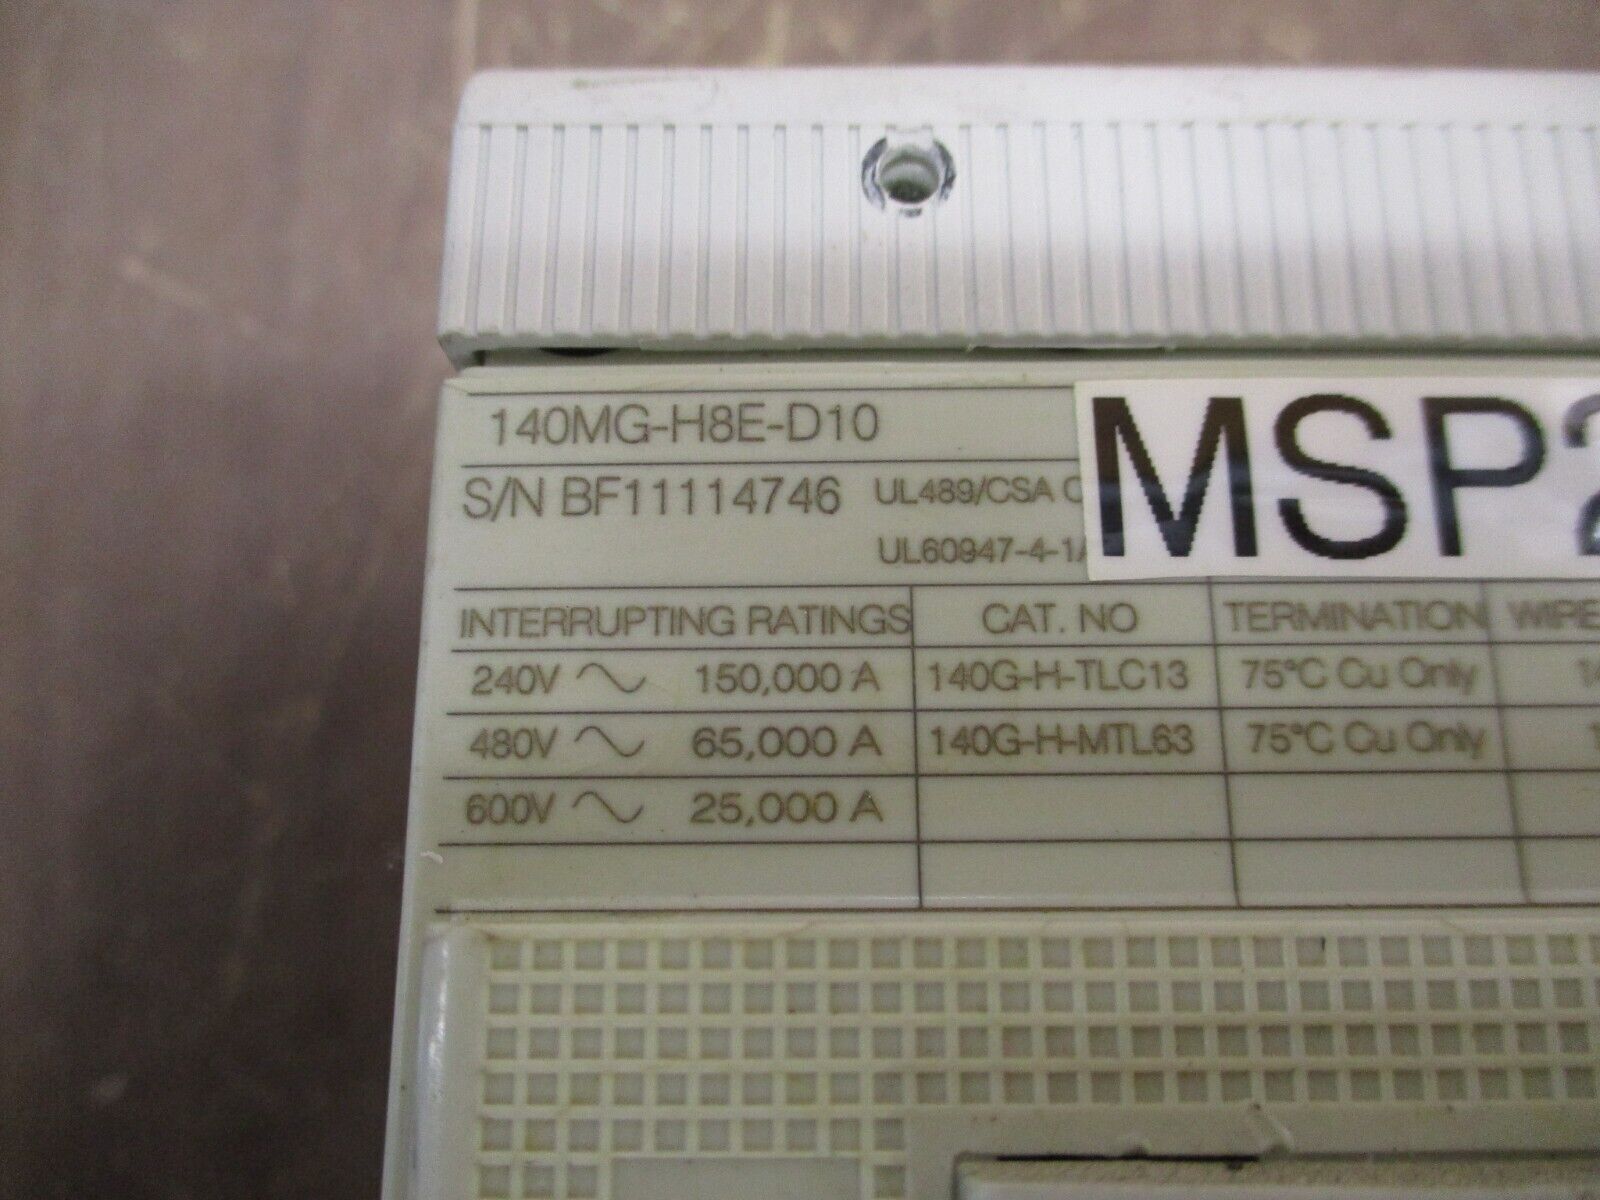 140MG-H8E-D10
S/N BF11114746 UL489/CSA
UL60947-4-1/
MSP
INTERRUPTING RATINGS CAT. NO TERMINATION WIRE
240V 150,000 A 140G-H-TLC13 75°C Cu Only
480V 65,000 A 140G-H-MTL63 75°C Cu Only
600V 25,000 A